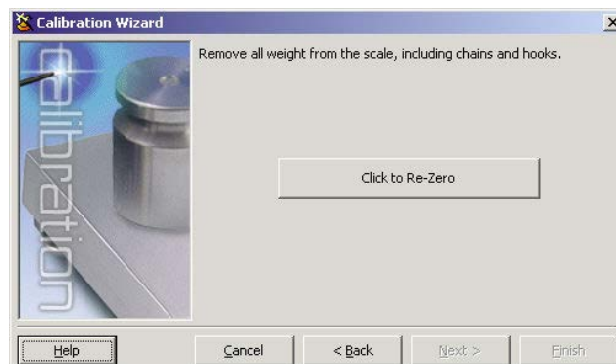 Calibration Wizard
Remove all weight from the scale, including chains and hooks.
calibration
Click to Re-Zero
Help
Cancel
< Back
Next >
Finish